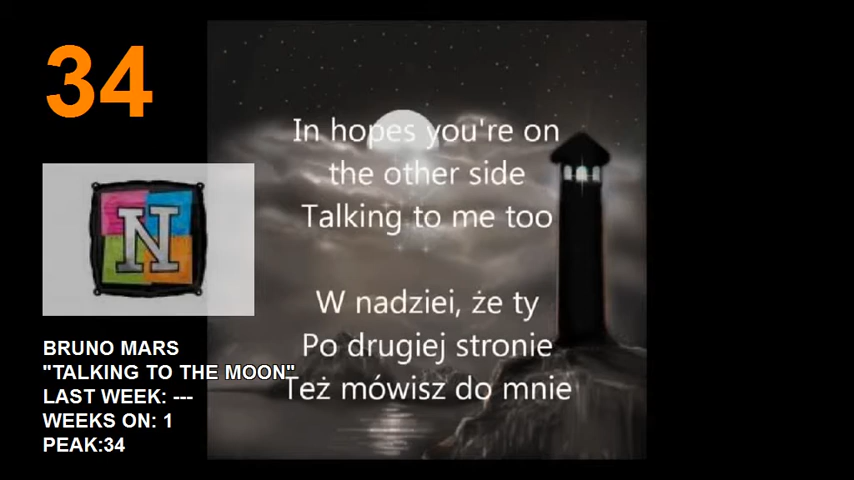 34
N
BRUNO MARS
"TALKING TO THE MOON"
LAST WEEK: ---
WEEKS ON: 1
PEAK:34
In hopes you're on
the other side
Talking to me too
W nadziei, że ty
Po drugiej stronie
Też mówisz do mnie